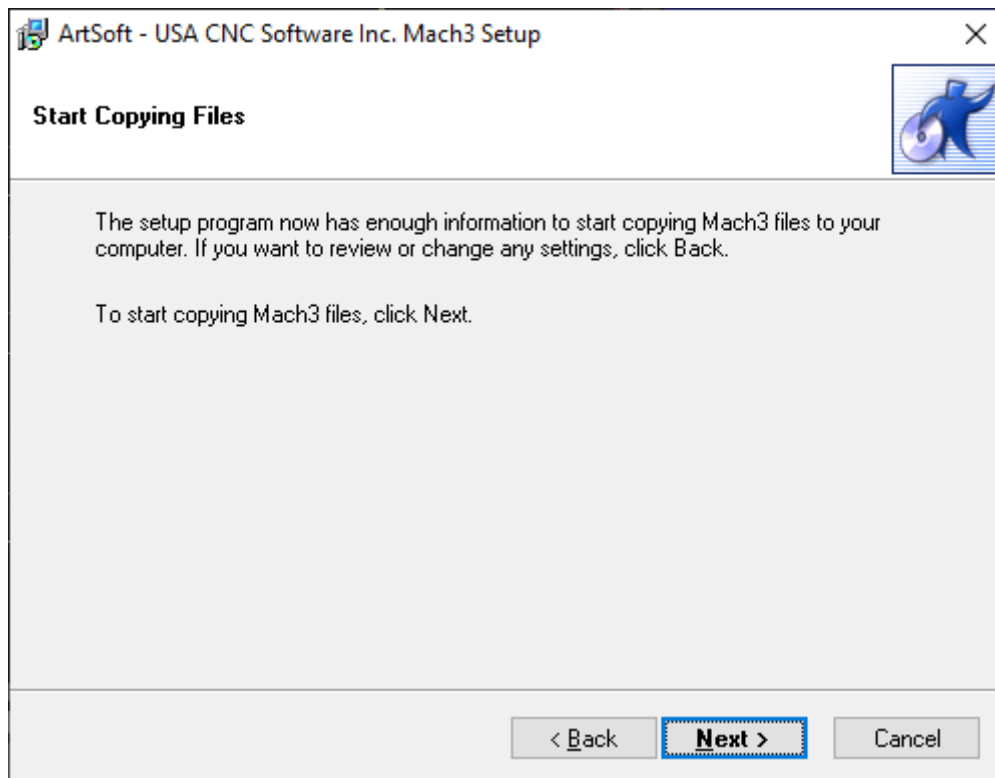 ArtSoft - USA CNC Software Inc. Mach3 Setup
Start Copying Files
The setup program now has enough information to start copying Mach3 files to your
computer. If you want to review or change any settings, click Back.
To start copying Mach3 files, click Next.
< Back
Next >
Cancel